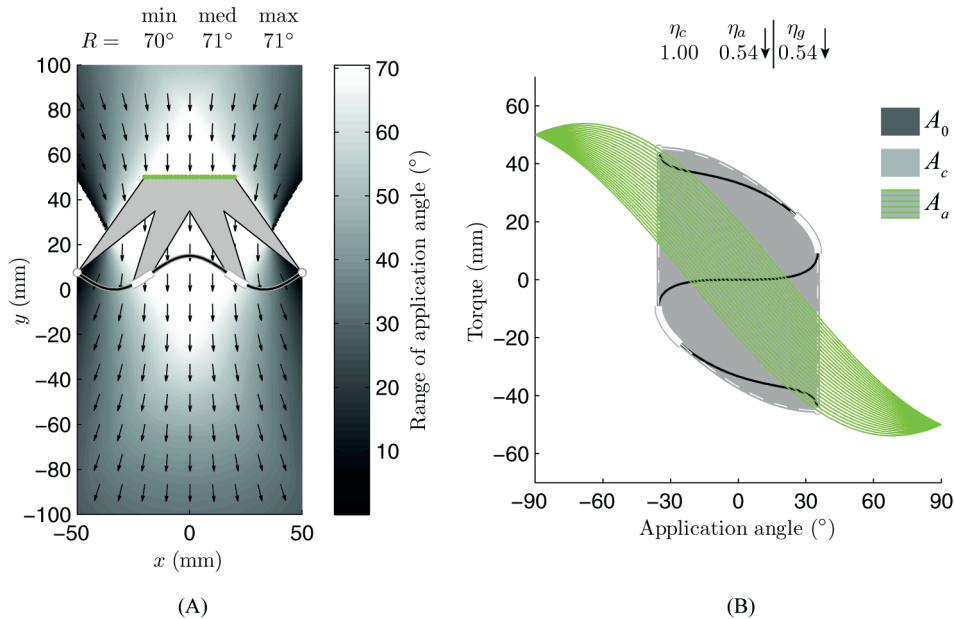 min med max
R = 70° 71° 71°
100
80
60
40
20
0
−20
−40
−60
−80
−100
y (mm)
−50 0 50
x (mm)
70
60
50
40
30
20
10
Range of application angle (°)
(A)
η_c η_a η_g
1.00 0.54↓ 0.54↓
60
40
20
0
−20
−40
−60
Torque (mm)
−90 −60 −30 0 30 60 90
Application angle (°)
A_0
A_c
A_a
(B)